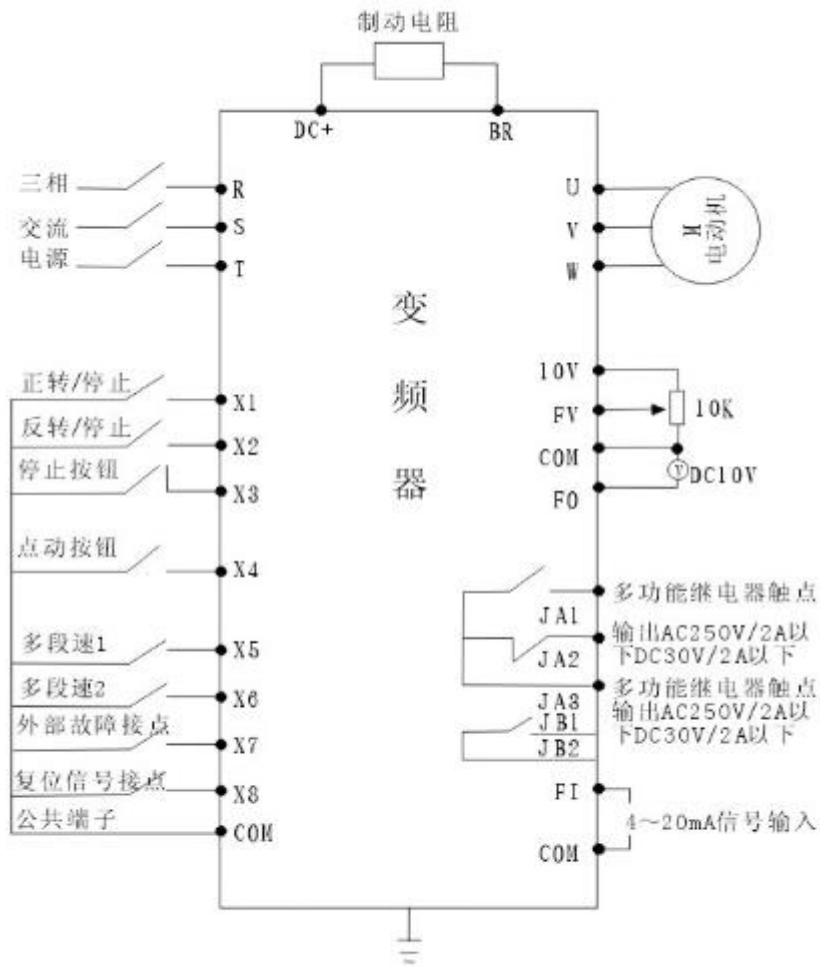 制动电阻
DC+
BR
三相
R
交流
S
电源
T
U
V
W
M
电动机
变
频
器
正转/停止
X1
反转/停止
X2
停止按钮
X3
点动按钮
X4
多段速1
X5
多段速2
X6
外部故障接点
X7
复位信号接点
X8
公共端子
COM
10V
FV
10K
COM
V
DC10V
FO
多功能继电器触点
JA1
输出AC250V/2A以
下DC30V/2A以下
JA2
多功能继电器触点
JA3
输出AC250V/2A以
下DC30V/2A以下
JB1
JB2
FI
4～20mA信号输入
COM